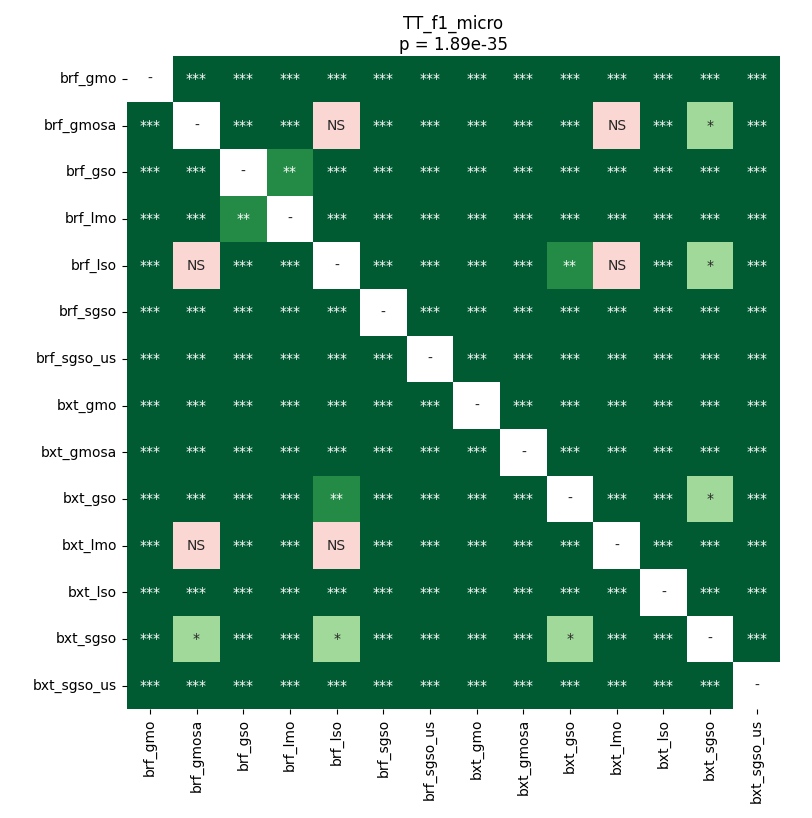 TT_f1_micro
p = 1.89e-35
brf_gmo - *** *** *** *** *** *** *** *** *** *** *** *** ***
brf_gmosa *** - *** *** NS *** *** *** *** *** NS *** * ***
brf_gso *** *** - ** *** *** *** *** *** *** *** *** *** ***
brf_lmo *** *** ** - *** *** *** *** *** *** *** *** *** ***
brf_lso *** NS *** *** - *** *** *** *** ** NS *** * ***
brf_sgso *** *** *** *** *** - *** *** *** *** *** *** *** ***
brf_sgso_us *** *** *** *** *** *** - *** *** *** *** *** *** ***
bxt_gmo *** *** *** *** *** *** *** - *** *** *** *** *** ***
bxt_gmosa *** *** *** *** *** *** *** *** - *** *** *** *** ***
bxt_gso *** *** *** *** ** *** *** *** *** - *** *** * ***
bxt_lmo *** NS *** *** NS *** *** *** *** *** - *** *** ***
bxt_lso *** *** *** *** *** *** *** *** *** *** *** - *** ***
bxt_sgso *** * *** *** * *** *** *** *** * *** *** - ***
bxt_sgso_us *** *** *** *** *** *** *** *** *** *** *** *** *** -
brf_gmo
brf_gmosa
brf_gso
brf_lmo
brf_lso
brf_sgso
brf_sgso_us
bxt_gmo
bxt_gmosa
bxt_gso
bxt_lmo
bxt_lso
bxt_sgso
bxt_sgso_us